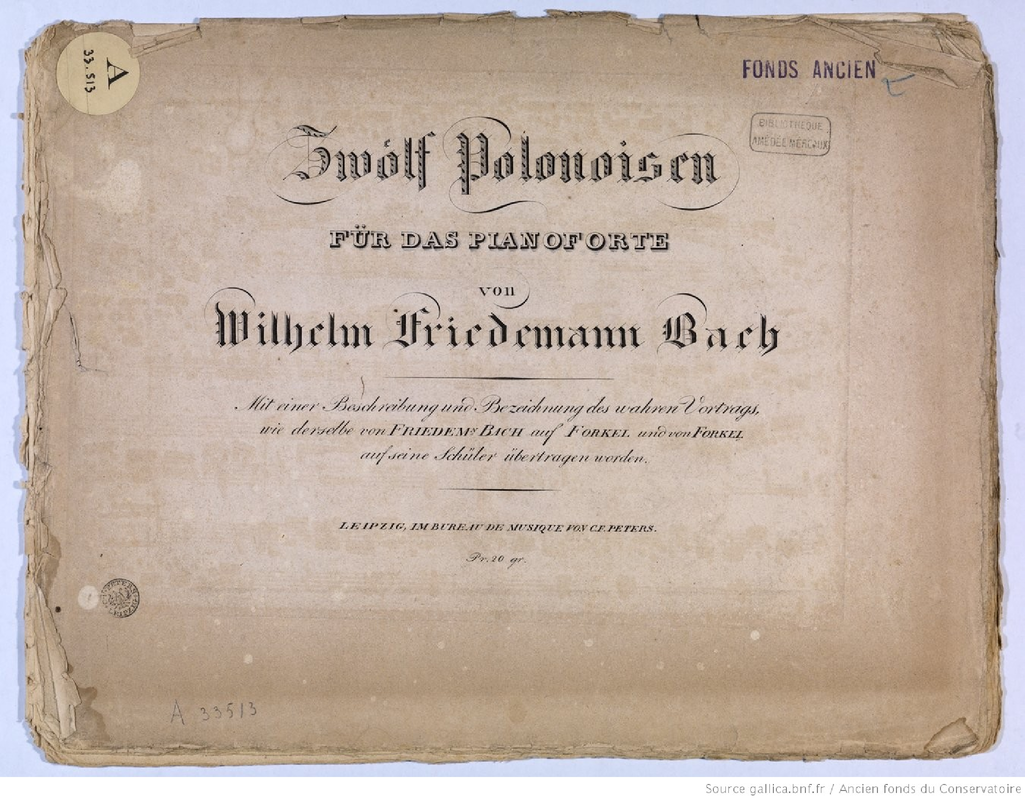 A
33.513
FONDS ANCIEN
BIBLIOTHÈQUE
AMÉDÉE MÉREAUX
Zwölf Polonoisen
FÜR DAS PIANOFORTE
von
Wilhelm Friedemann Bach
Mit einer Beschreibung und Bezeichnung des wahren Vortrags,
wie derselbe von FRIEDEM. BACH auf FORKEL und von FORKEL
auf seine Schüler übertragen worden.
LEIPZIG, IM BUREAU DE MUSIQUE VON C.F. PETERS.
Pr. 20 gr.
A 33513
Source gallica.bnf.fr / Ancien fonds du Conservatoire